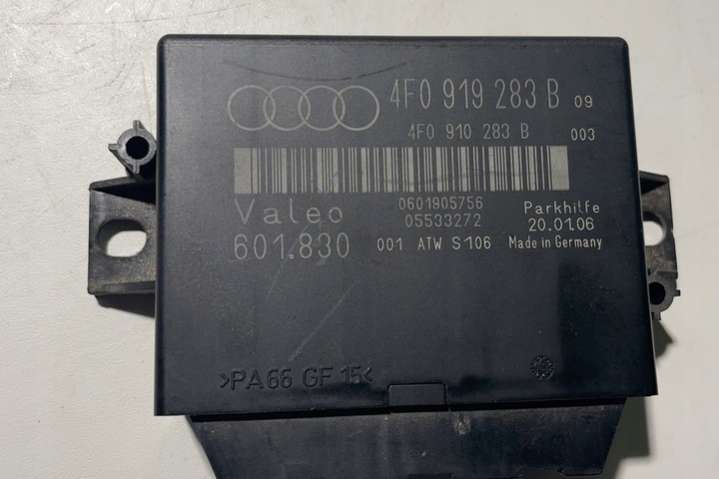 4F0 919 283 B 09
4F0 910 283 B 003
0601905756
Valeo 05533272 Parkhilfe
20.01.06
601.830 001 ATW S106 Made in Germany
>PA66 GF 15<